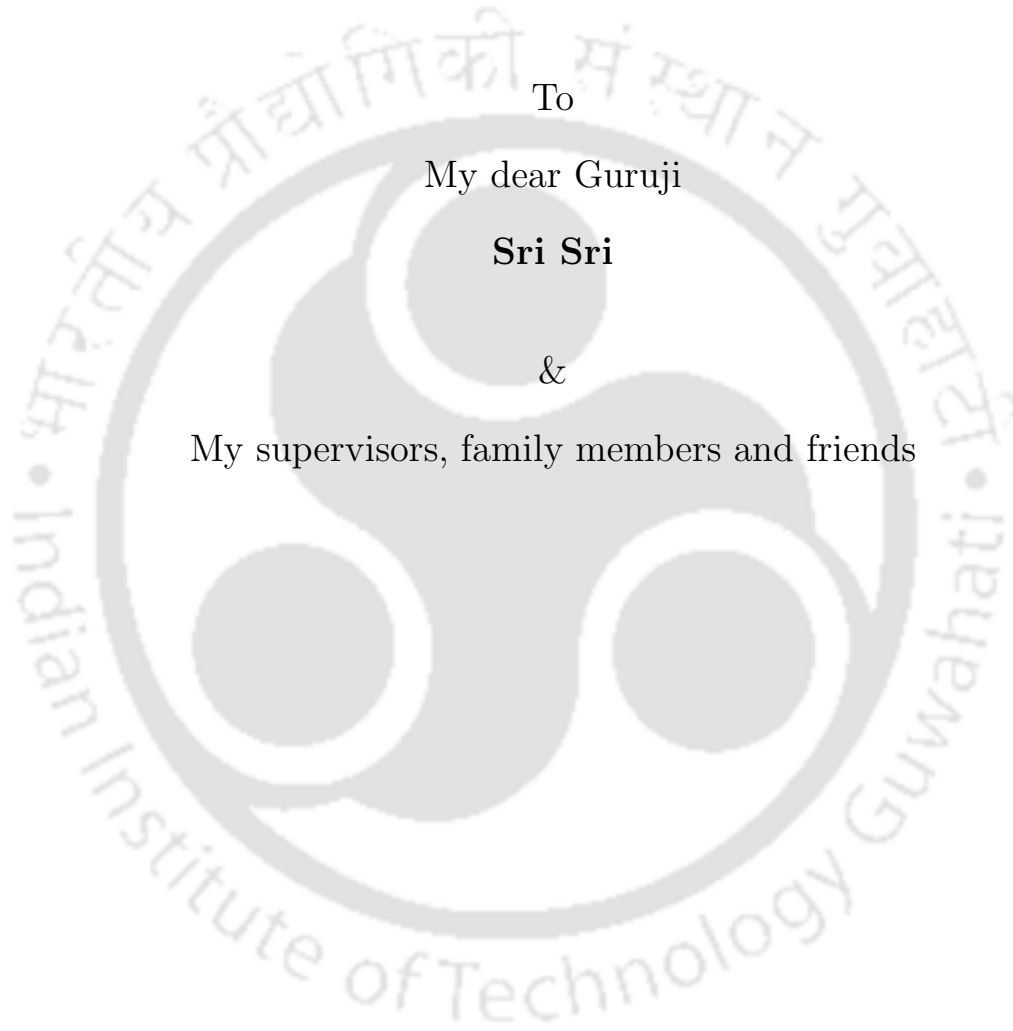 To
My dear Guruji
Sri Sri
&
My supervisors, family members and friends
भारतीय प्रौद्योगिकी संस्थान गुवाहाटी
• Indian Institute of Technology Guwahati •